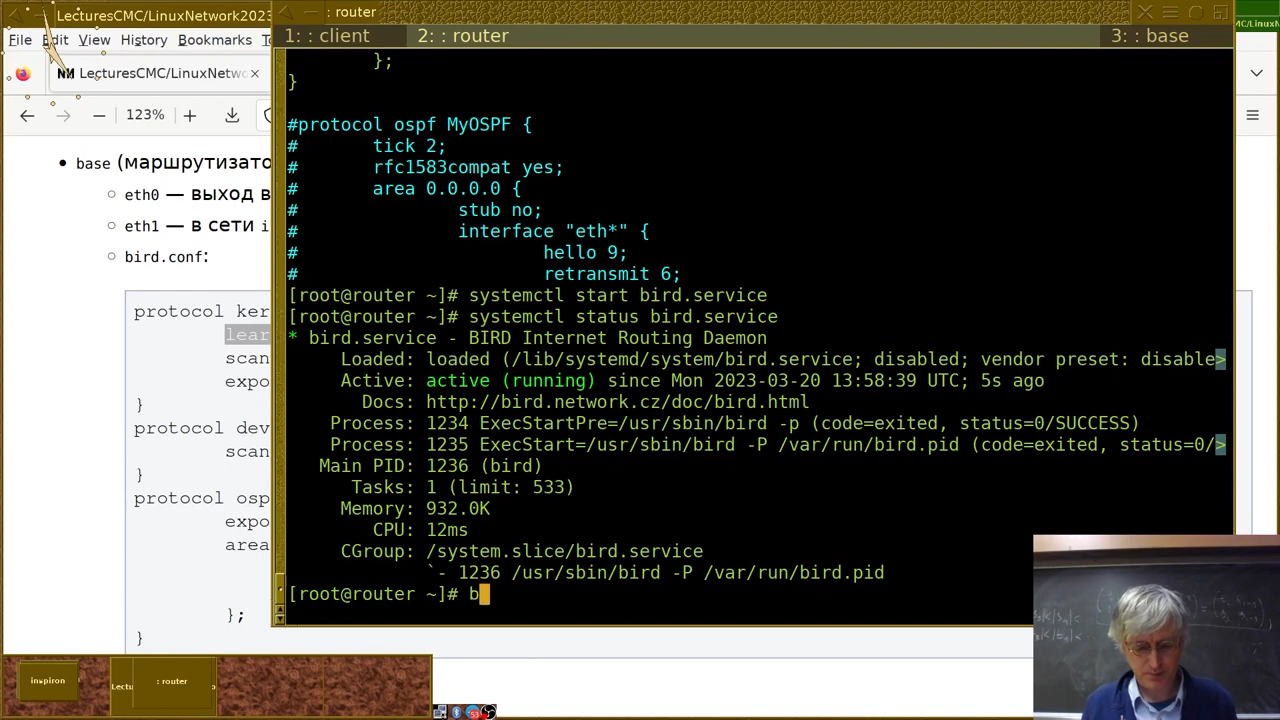 LecturesCMC/LinuxNetwork2023
: router
CMC/LinuxN
File Edit View History Bookmarks
1: : client
2: : router
3: : base
LecturesCMC/LinuxNetwo
123%
base (маршрутизато
eth0 — выход в
eth1 — в сети i
bird.conf:
protocol ker
lear
scan
expo
}
protocol dev
scan
}
protocol osp
expo
area
};
}
};
}
#protocol ospf MyOSPF {
# tick 2;
# rfc1583compat yes;
# area 0.0.0.0 {
# stub no;
# interface "eth*" {
# hello 9;
# retransmit 6;
[root@router ~]# systemctl start bird.service
[root@router ~]# systemctl status bird.service
* bird.service - BIRD Internet Routing Daemon
Loaded: loaded (/lib/systemd/system/bird.service; disabled; vendor preset: disable>
Active: active (running) since Mon 2023-03-20 13:58:39 UTC; 5s ago
Docs: http://bird.network.cz/doc/bird.html
Process: 1234 ExecStartPre=/usr/sbin/bird -p (code=exited, status=0/SUCCESS)
Process: 1235 ExecStart=/usr/sbin/bird -P /var/run/bird.pid (code=exited, status=0/>
Main PID: 1236 (bird)
Tasks: 1 (limit: 533)
Memory: 932.0K
CPU: 12ms
CGroup: /system.slice/bird.service
`- 1236 /usr/sbin/bird -P /var/run/bird.pid
[root@router ~]# b
inspiron
Lectu
: router
53